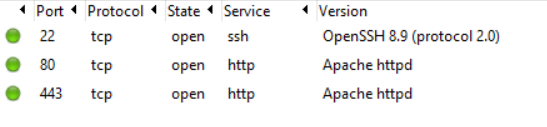 Port Protocol State Service Version
22 tcp open ssh OpenSSH 8.9 (protocol 2.0)
80 tcp open http Apache httpd
443 tcp open http Apache httpd